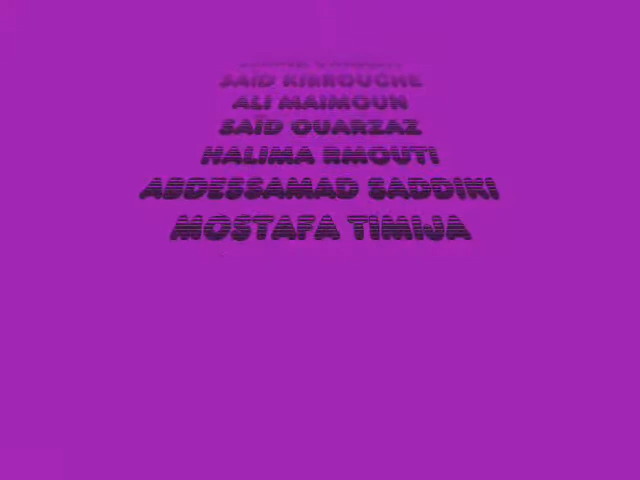 SAID KIRROUCHE
ALI MAIMOUN
SAÏD OUARZAZ
HALIMA RMOUTI
ABDESSAMAD SADDIKI
MOSTAFA TIMIJA